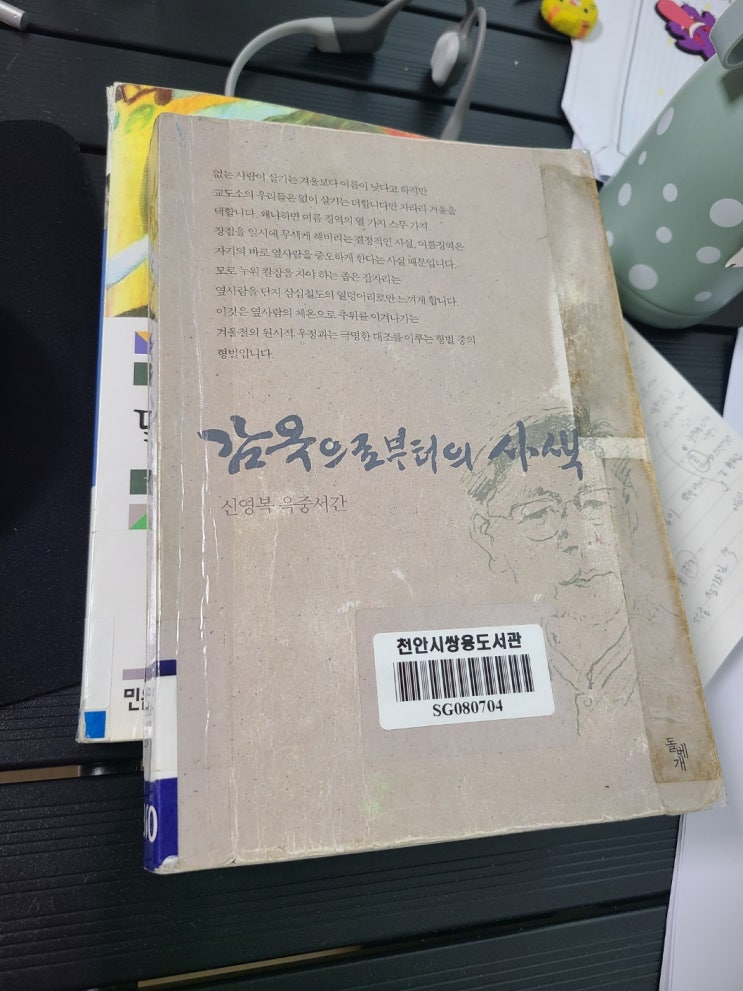 없는 사람이 살기는 겨울보다 여름이 낫다고 하지만
교도소의 우리들은 없이 살기는 더합니다만 차라리 겨울을
택합니다. 왜냐하면 여름 징역의 열 가지 스무 가지
장점을 일시에 무색케 해버리는 결정적인 사실, 여름징역은
자기의 바로 옆사람을 증오하게 한다는 사실 때문입니다.
모로 누워 칼잠을 자야 하는 좁은 잠자리는
옆사람을 단지 삼십칠도의 열덩어리로만 느끼게 합니다.
이것은 옆사람의 체온으로 추위를 이겨나가는
겨울철의 원시적 우정과는 극명한 대조를 이루는 형벌 중의
형벌입니다.
감옥으로부터의 사색
신영복 옥중서간
천안시쌍용도서관
SG080704
돌베개
민음